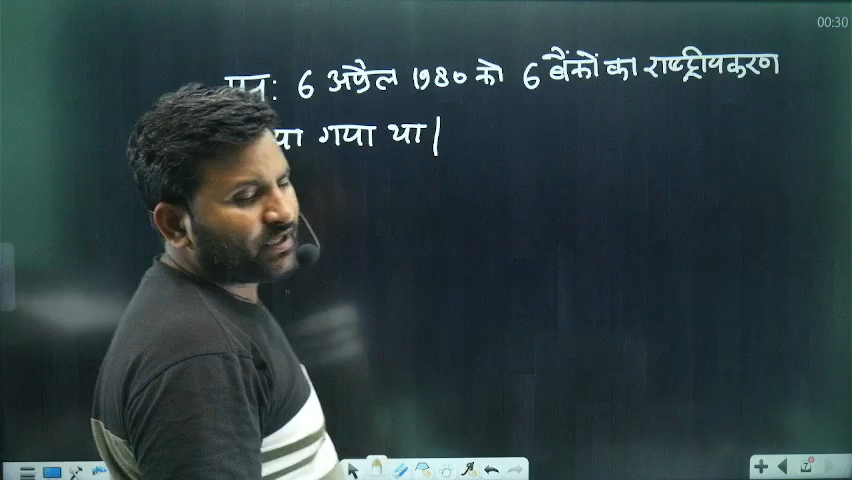 00:30
पुन: 6 अप्रैल 1980 को 6 बैंकों का राष्ट्रीयकरण
या गया था|